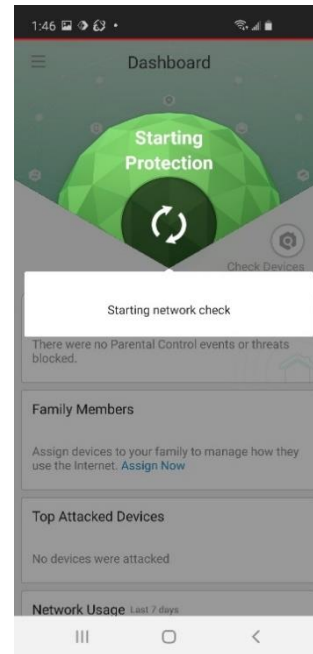 1:46
Dashboard
Starting
Protection
Check Devices
Starting network check
There were no Parental Control events or threats
blocked.
Family Members
Assign devices to your family to manage how they
use the Internet. Assign Now
Top Attacked Devices
No devices were attacked
Network Usage Last 7 days